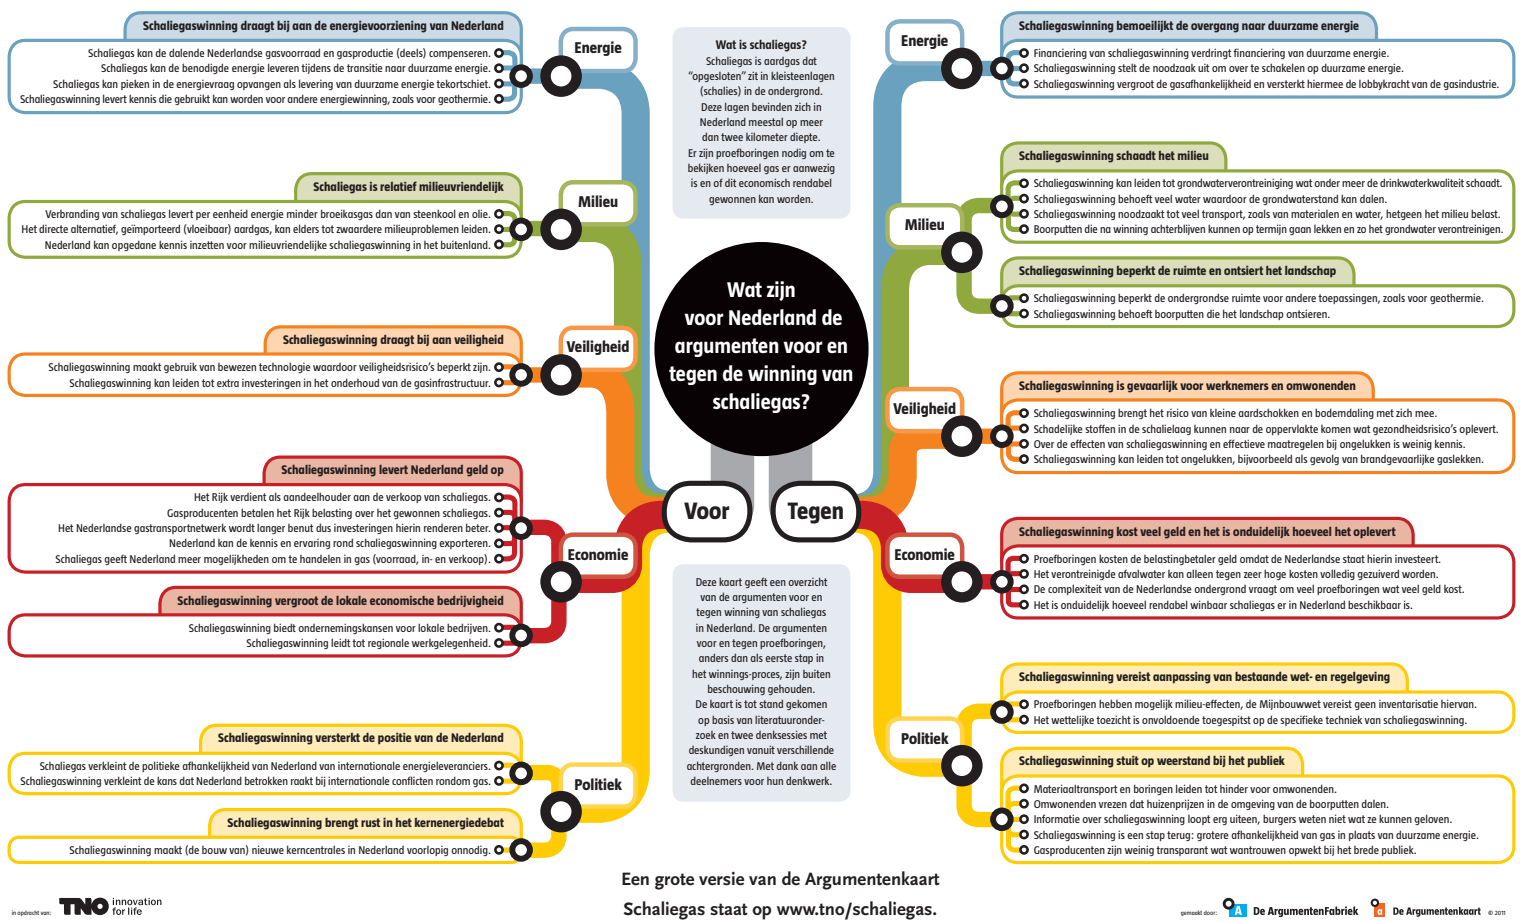 Schaliegaswinning draagt bij aan de energievoorziening van Nederland
Schaliegas kan de dalende Nederlandse gasvoorraad en gasproductie (deels) compenseren.
Schaliegas kan de benodigde energie leveren tijdens de transitie naar duurzame energie.
Schaliegas kan pieken in de energievraag opvangen als levering van duurzame energie tekortschiet.
Schaliegaswinning levert kennis die gebruikt kan worden voor andere energiewinning, zoals voor geothermie.
Energie
Schaliegas is relatief milieuvriendelijk
Verbranding van schaliegas levert per eenheid energie minder broeikasgas dan van steenkool en olie.
Het directe alternatief, geïmporteerd (vloeibaar) aardgas, kan elders tot zwaardere milieuproblemen leiden.
Nederland kan opgedane kennis inzetten voor milieuvriendelijke schaliegaswinning in het buitenland.
Milieu
Schaliegaswinning draagt bij aan veiligheid
Schaliegaswinning maakt gebruik van bewezen technologie waardoor veiligheidsrisico's beperkt zijn.
Schaliegaswinning kan leiden tot extra investeringen in het onderhoud van de gasinfrastructuur.
Veiligheid
Schaliegaswinning levert Nederland geld op
Het Rijk verdient als aandeelhouder aan de verkoop van schaliegas.
Gasproducenten betalen het Rijk belasting over het gewonnen schaliegas.
Het Nederlandse gastransportnetwerk wordt langer benut dus investeringen hierin renderen beter.
Nederland kan de kennis en ervaring rond schaliegaswinning exporteren.
Schaliegas geeft Nederland meer mogelijkheden om te handelen in gas (voorraad, in- en verkoop).
Economie
Schaliegaswinning vergroot de lokale economische bedrijvigheid
Schaliegaswinning biedt ondernemingskansen voor lokale bedrijven.
Schaliegaswinning leidt tot regionale werkgelegenheid.
Schaliegaswinning versterkt de positie van de Nederland
Schaliegas verkleint de politieke afhankelijkheid van Nederland van internationale energieleveranciers.
Schaliegaswinning verkleint de kans dat Nederland betrokken raakt bij internationale conflicten rondom gas.
Politiek
Schaliegaswinning brengt rust in het kernenergiedebat
Schaliegaswinning maakt (de bouw van) nieuwe kerncentrales in Nederland voorlopig onnodig.
Wat is schaliegas?
Schaliegas is aardgas dat
"opgesloten" zit in kleisteenlagen
(schalies) in de ondergrond.
Deze lagen bevinden zich in
Nederland meestal op meer
dan twee kilometer diepte.
Er zijn proefboringen nodig om te
bekijken hoeveel gas er aanwezig
is en of dit economisch rendabel
gewonnen kan worden.
Wat zijn
voor Nederland de
argumenten voor en
tegen de winning van
schaliegas?
Voor
Tegen
Deze kaart geeft een overzicht
van de argumenten voor en
tegen winning van schaliegas
in Nederland. De argumenten
voor en tegen proefboringen,
anders dan als eerste stap in
het winnings-proces, zijn buiten
beschouwing gehouden.
De kaart is tot stand gekomen
op basis van literatuuronder-
zoek en twee denksessies met
deskundigen vanuit verschillende
achtergronden. Met dank aan alle
deelnemers voor hun denkwerk.
Energie
Schaliegaswinning bemoeilijkt de overgang naar duurzame energie
Financiering van schaliegaswinning verdringt financiering van duurzame energie.
Schaliegaswinning stelt de noodzaak uit om over te schakelen op duurzame energie.
Schaliegaswinning vergroot de gasafhankelijkheid en versterkt hiermee de lobbykracht van de gasindustrie.
Milieu
Schaliegaswinning schaadt het milieu
Schaliegaswinning kan leiden tot grondwaterverontreiniging wat onder meer de drinkwaterkwaliteit schaadt.
Schaliegaswinning behoeft veel water waardoor de grondwaterstand kan dalen.
Schaliegaswinning noodzaakt tot veel transport, zoals van materialen en water, hetgeen het milieu belast.
Boorputten die na winning achterblijven kunnen op termijn gaan lekken en zo het grondwater verontreinigen.
Schaliegaswinning beperkt de ruimte en ontsiert het landschap
Schaliegaswinning beperkt de ondergrondse ruimte voor andere toepassingen, zoals voor geothermie.
Schaliegaswinning behoeft boorputten die het landschap ontsieren.
Veiligheid
Schaliegaswinning is gevaarlijk voor werknemers en omwonenden
Schaliegaswinning brengt het risico van kleine aardschokken en bodemdaling met zich mee.
Schadelijke stoffen in de schalielaag kunnen naar de oppervlakte komen wat gezondheidsrisico's oplevert.
Over de effecten van schaliegaswinning en effectieve maatregelen bij ongelukken is weinig kennis.
Schaliegaswinning kan leiden tot ongelukken, bijvoorbeeld als gevolg van brandgevaarlijke gaslekken.
Economie
Schaliegaswinning kost veel geld en het is onduidelijk hoeveel het oplevert
Proefboringen kosten de belastingbetaler geld omdat de Nederlandse staat hierin investeert.
Het verontreinigde afvalwater kan alleen tegen zeer hoge kosten volledig gezuiverd worden.
De complexiteit van de Nederlandse ondergrond vraagt om veel proefboringen wat veel geld kost.
Het is onduidelijk hoeveel rendabel winbaar schaliegas er in Nederland beschikbaar is.
Politiek
Schaliegaswinning vereist aanpassing van bestaande wet- en regelgeving
Proefboringen hebben mogelijk milieu-effecten, de Mijnbouwwet vereist geen inventarisatie hiervan.
Het wettelijke toezicht is onvoldoende toegespitst op de specifieke techniek van schaliegaswinning.
Schaliegaswinning stuit op weerstand bij het publiek
Materiaaltransport en boringen leiden tot hinder voor omwonenden.
Omwonenden vrezen dat huizenprijzen in de omgeving van de boorputten dalen.
Informatie over schaliegaswinning loopt erg uiteen, burgers weten niet wat ze kunnen geloven.
Schaliegaswinning is een stap terug: grotere afhankelijkheid van gas in plaats van duurzame energie.
Gasproducenten zijn weinig transparant wat wantrouwen opwekt bij het brede publiek.
Een grote versie van de Argumentenkaart
Schaliegas staat op www.tno/schaliegas.
in opdracht van:
TNO innovation
for life
gemaakt door:
A De ArgumentenFabriek
a De Argumentenkaart © 2011